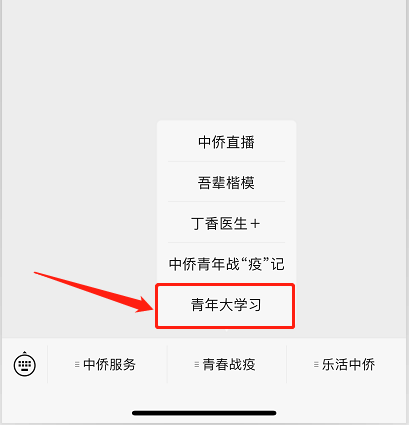 中侨直播
吾辈楷模
丁香医生＋
中侨青年战“疫”记
青年大学习
中侨服务
青春战疫
乐活中侨